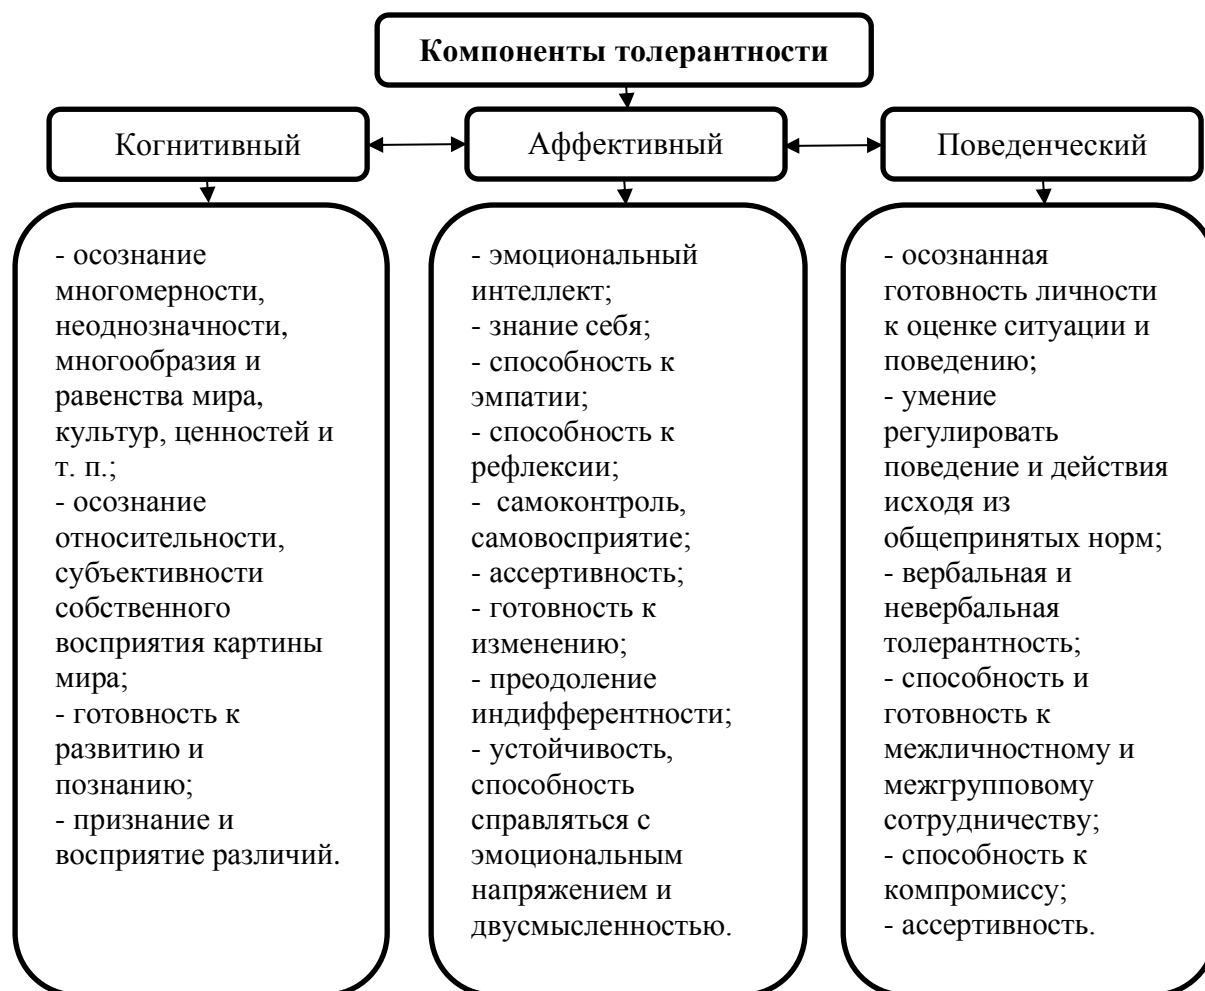 Компоненты толерантности
Когнитивный
Аффективный
Поведенческий
- осознание
многомерности,
неоднозначности,
многообразия и
равенства мира,
культур, ценностей и
т. п.;
- осознание
относительности,
субъективности
собственного
восприятия картины
мира;
- готовность к
развитию и
познанию;
- признание и
восприятие различий.
- эмоциональный
интеллект;
- знание себя;
- способность к
эмпатии;
- способность к
рефлексии;
- самоконтроль,
самовосприятие;
- ассертивность;
- готовность к
изменению;
- преодоление
индифферентности;
- устойчивость,
способность
справляться с
эмоциональным
напряжением и
двусмысленностью.
- осознанная
готовность личности
к оценке ситуации и
поведению;
- умение
регулировать
поведение и действия
исходя из
общепринятых норм;
- вербальная и
невербальная
толерантность;
- способность и
готовность к
межличностному и
межгрупповому
сотрудничеству;
- способность к
компромиссу;
- ассертивность.